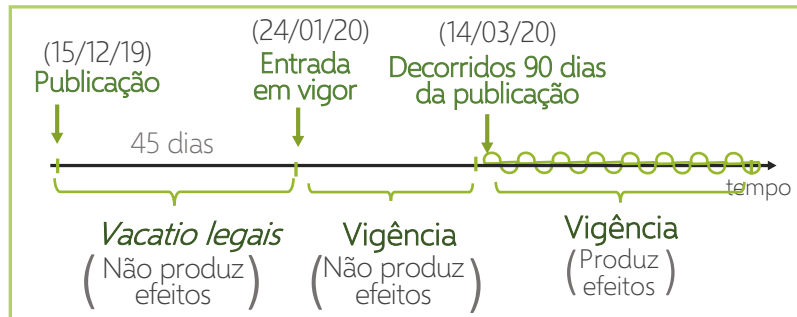 (15/12/19)
Publicação
(24/01/20)
Entrada
em vigor
(14/03/20)
Decorridos 90 dias
da publicação
45 dias
tempo
Vacatio legais
(Não produz
efeitos)
Vigência
(Não produz
efeitos)
Vigência
(Produz
efeitos)